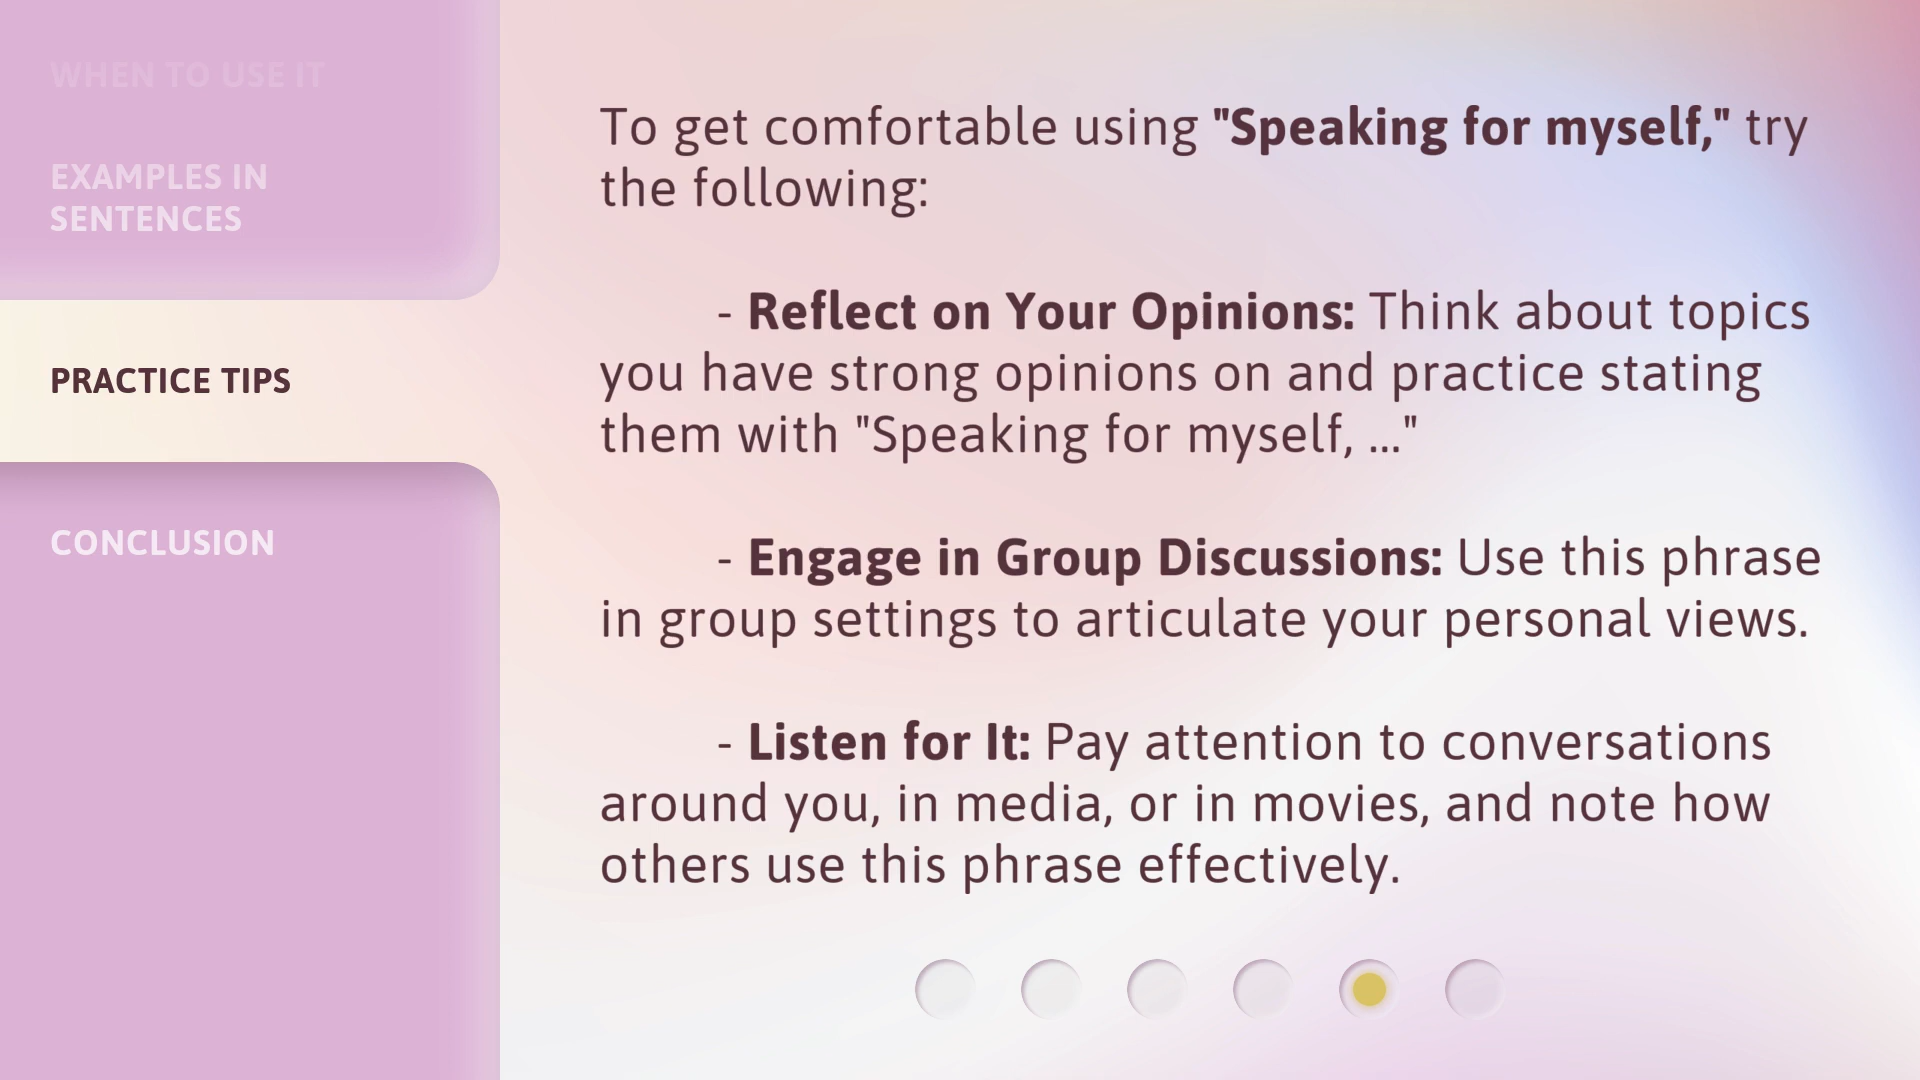 WHEN TO USE IT
EXAMPLES IN
SENTENCES
PRACTICE TIPS
CONCLUSION
To get comfortable using "Speaking for myself," try
the following:
- Reflect on Your Opinions: Think about topics
you have strong opinions on and practice stating
them with "Speaking for myself, ..."
- Engage in Group Discussions: Use this phrase
in group settings to articulate your personal views.
- Listen for It: Pay attention to conversations
around you, in media, or in movies, and note how
others use this phrase effectively.